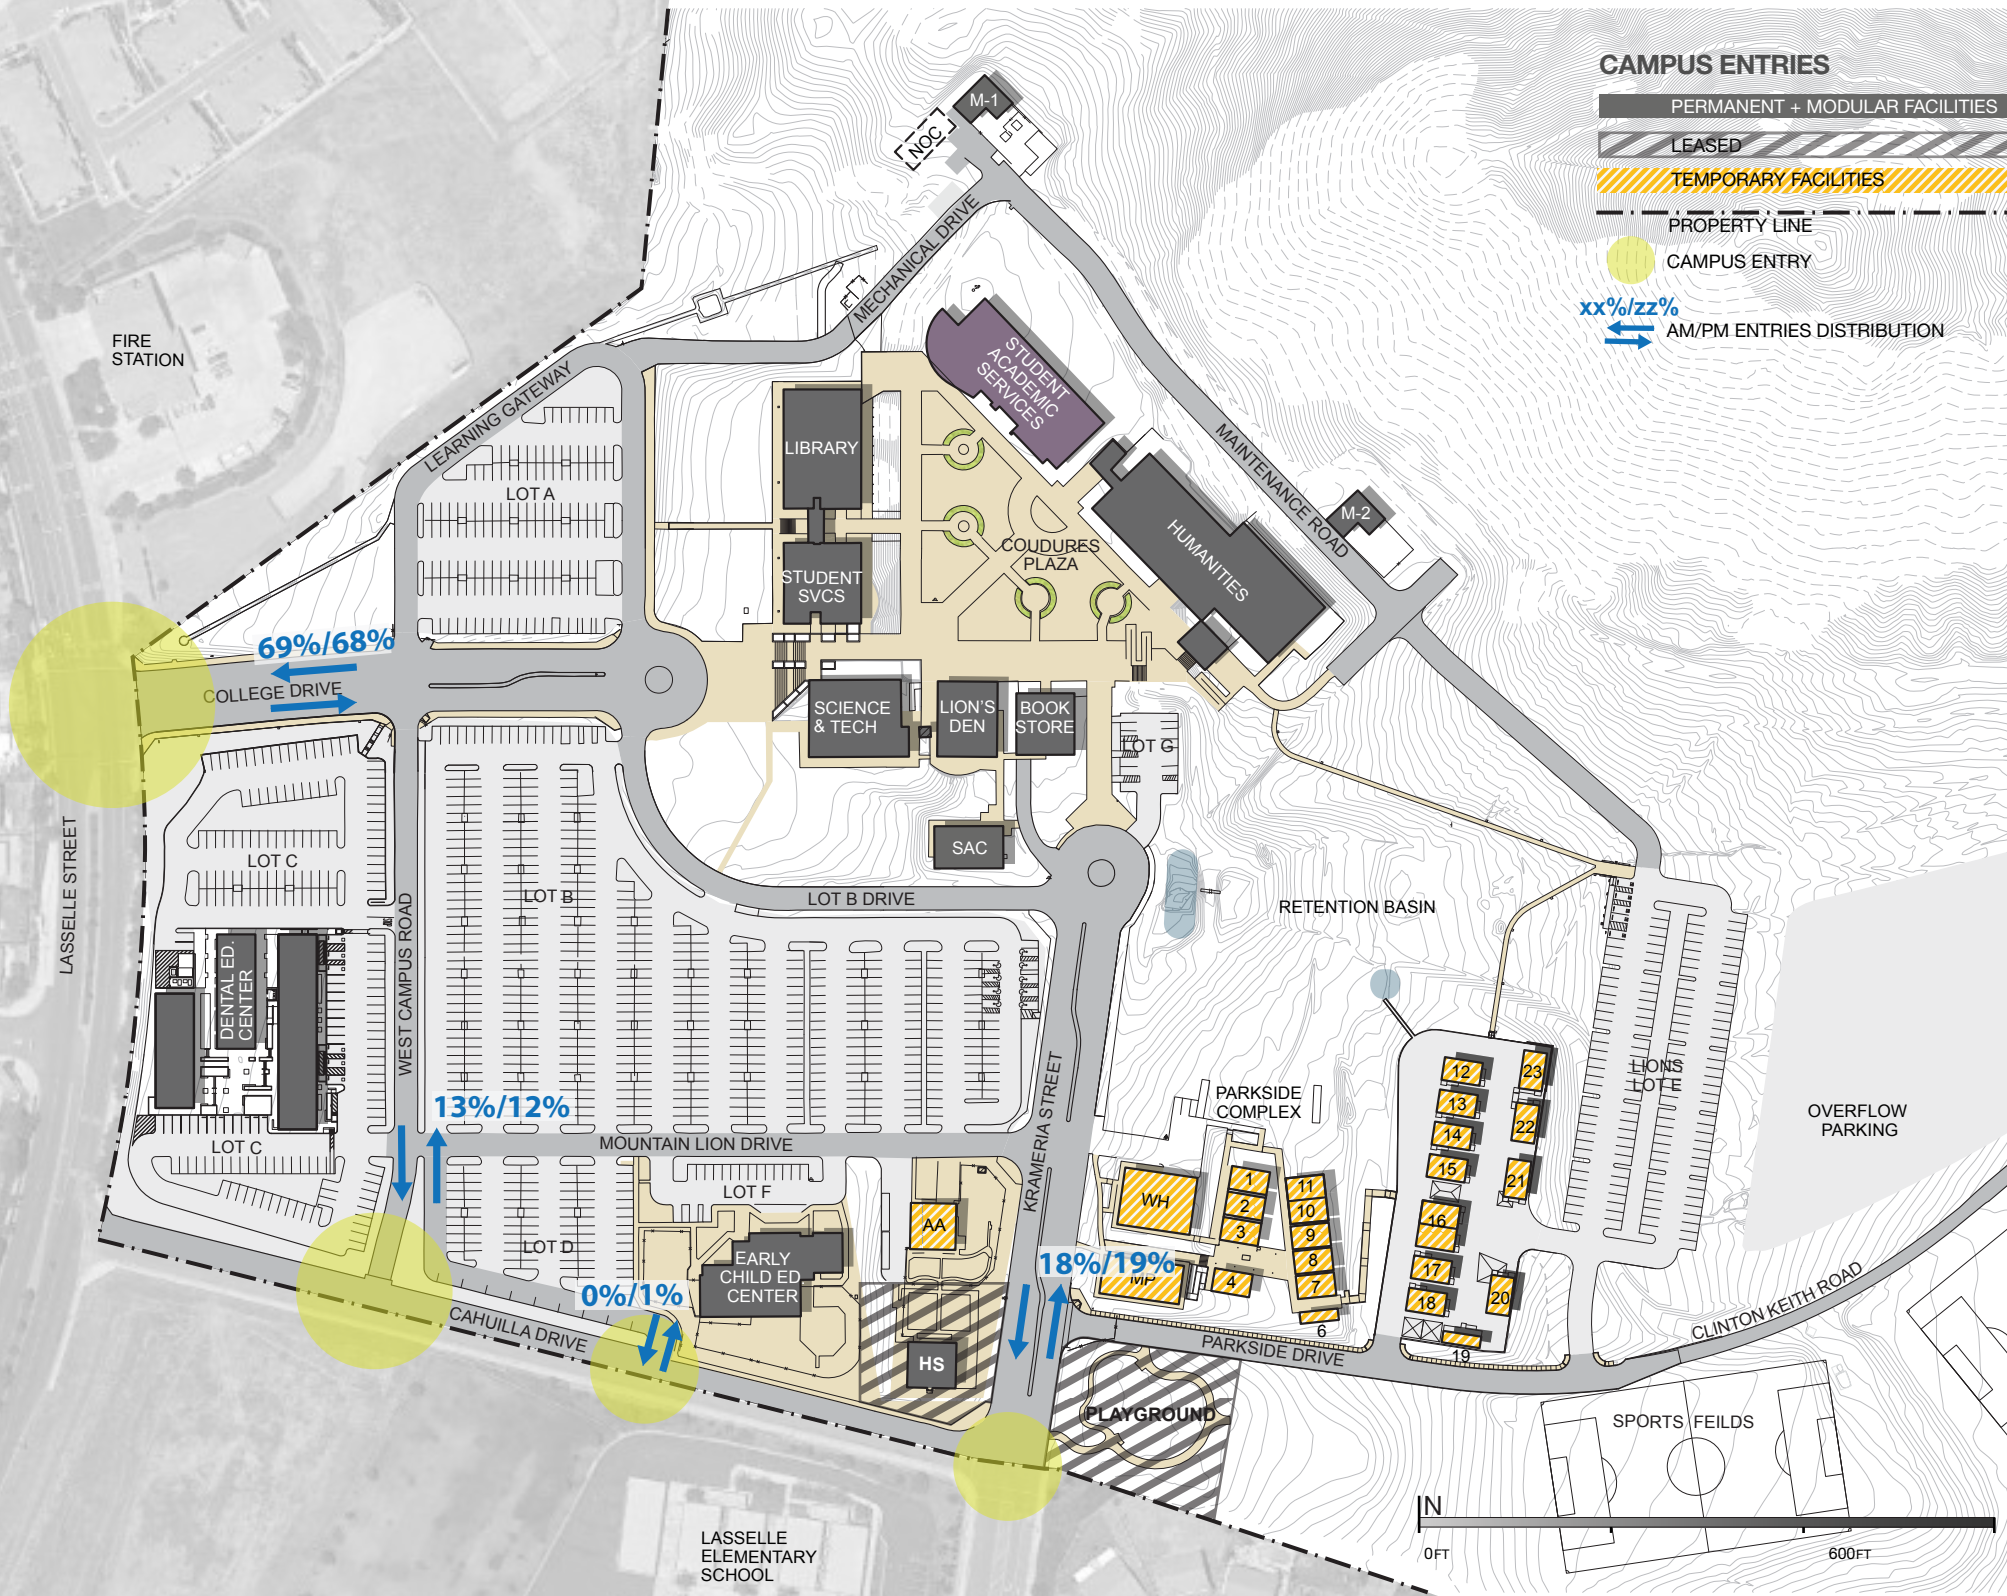 CAMPUS ENTRIES
PERMANENT + MODULAR FACILITIES
LEASED
TEMPORARY FACILITIES
PROPERTY LINE
CAMPUS ENTRY
xx%/zz%
AM/PM ENTRIES DISTRIBUTION
M-1
NOC
MECHANICAL DRIVE
FIRE
STATION
LEARNING GATEWAY
STUDENT
ACADEMIC
SERVICES
LIBRARY
LOT A
MAINTENANCE ROAD
M-2
HUMANITIES
COUDURES
PLAZA
STUDENT
SVCS
69%/68%
COLLEGE DRIVE
SCIENCE
& TECH
LION'S
DEN
BOOK
STORE
LOT G
LASSELLE STREET
LOT C
SAC
LOT B
LOT B DRIVE
RETENTION BASIN
WEST CAMPUS ROAD
DENTAL ED.
CENTER
LIONS
LOT E
OVERFLOW
PARKING
13%/12%
MOUNTAIN LION DRIVE
LOT C
KRAMERIA STREET
PARKSIDE
COMPLEX
12
13
14
15
16
17
18
19
20
21
22
23
LOT F
WH
1
2
3
4
11
10
9
8
7
6
AA
LOT D
EARLY
CHILD ED
CENTER
18%/19%
MP
0%/1%
CAHUILLA DRIVE
HS
PARKSIDE DRIVE
CLINTON KEITH ROAD
PLAYGROUND
SPORTS FEILDS
LASSELLE
ELEMENTARY
SCHOOL
N
0FT
600FT